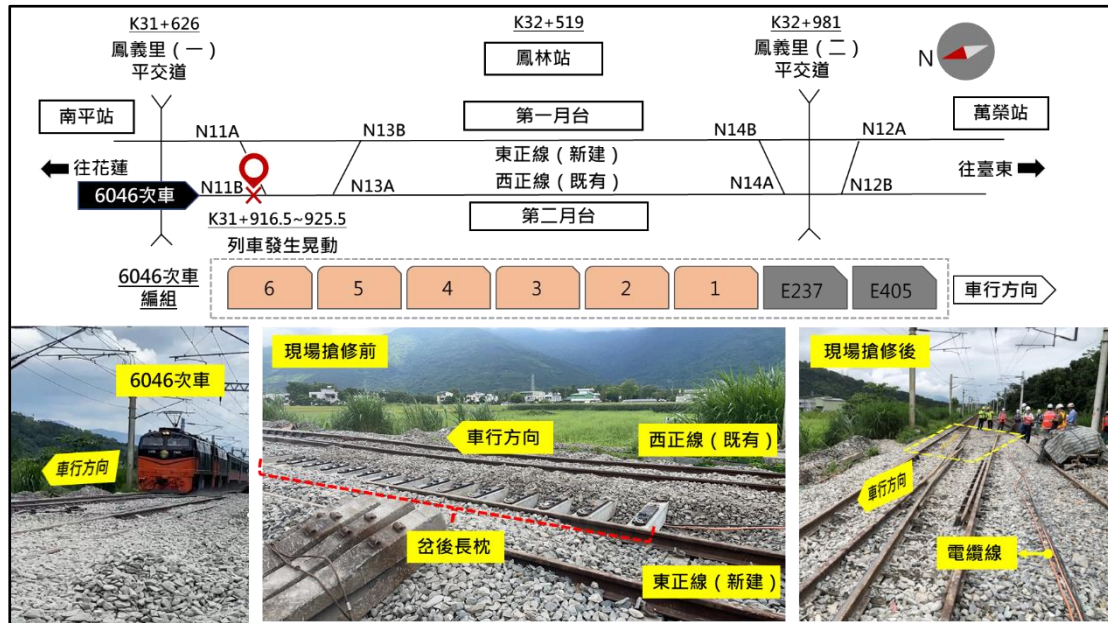 K31+626
鳳義里（一）
平交道
K32+519
鳳林站
K32+981
鳳義里（二）
平交道
N
南平站
萬榮站
N11A
N13B
第一月台
N14B
N12A
往花蓮
東正線（新建）
往臺東
6046次車
N11B
N13A
西正線（既有）
N14A
N12B
K31+916.5~925.5
第二月台
列車發生晃動
6046次車
編組
6
5
4
3
2
1
E237
E405
車行方向
6046次車
車行方向
現場搶修前
車行方向
西正線（既有）
岔後長枕
東正線（新建）
現場搶修後
車行方向
電纜線